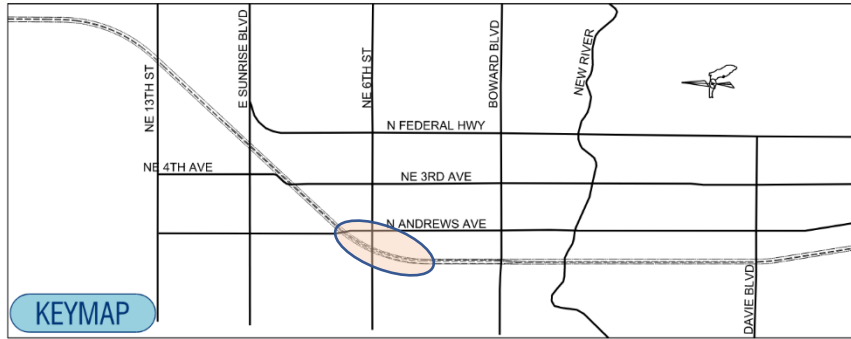 NE 13TH ST
E SUNRISE BLVD
NE 6TH ST
BOWARD BLVD
NEW RIVER
N FEDERAL HWY
NE 4TH AVE
NE 3RD AVE
N ANDREWS AVE
DAVIE BLVD
KEYMAP